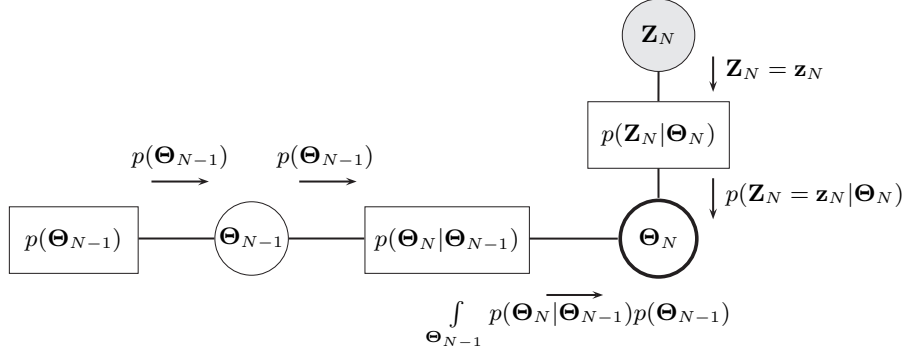 𝐙_N
𝐙_N = 𝐳_N
p(𝐙_N|𝚯_N)
p(𝚯_{N−1}) p(𝚯_{N−1})
p(𝐙_N = 𝐳_N|𝚯_N)
p(𝚯_{N−1}) 𝚯_{N−1} p(𝚯_N|𝚯_{N−1}) 𝚯_N
∫_{𝚯_{N−1}} p(𝚯_N|𝚯_{N−1})p(𝚯_{N−1})